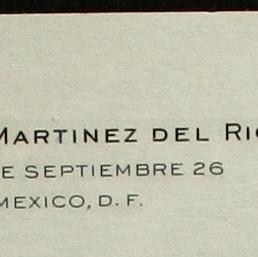 MARTINEZ DEL RI
E SEPTIEMBRE 26
MEXICO, D. F.